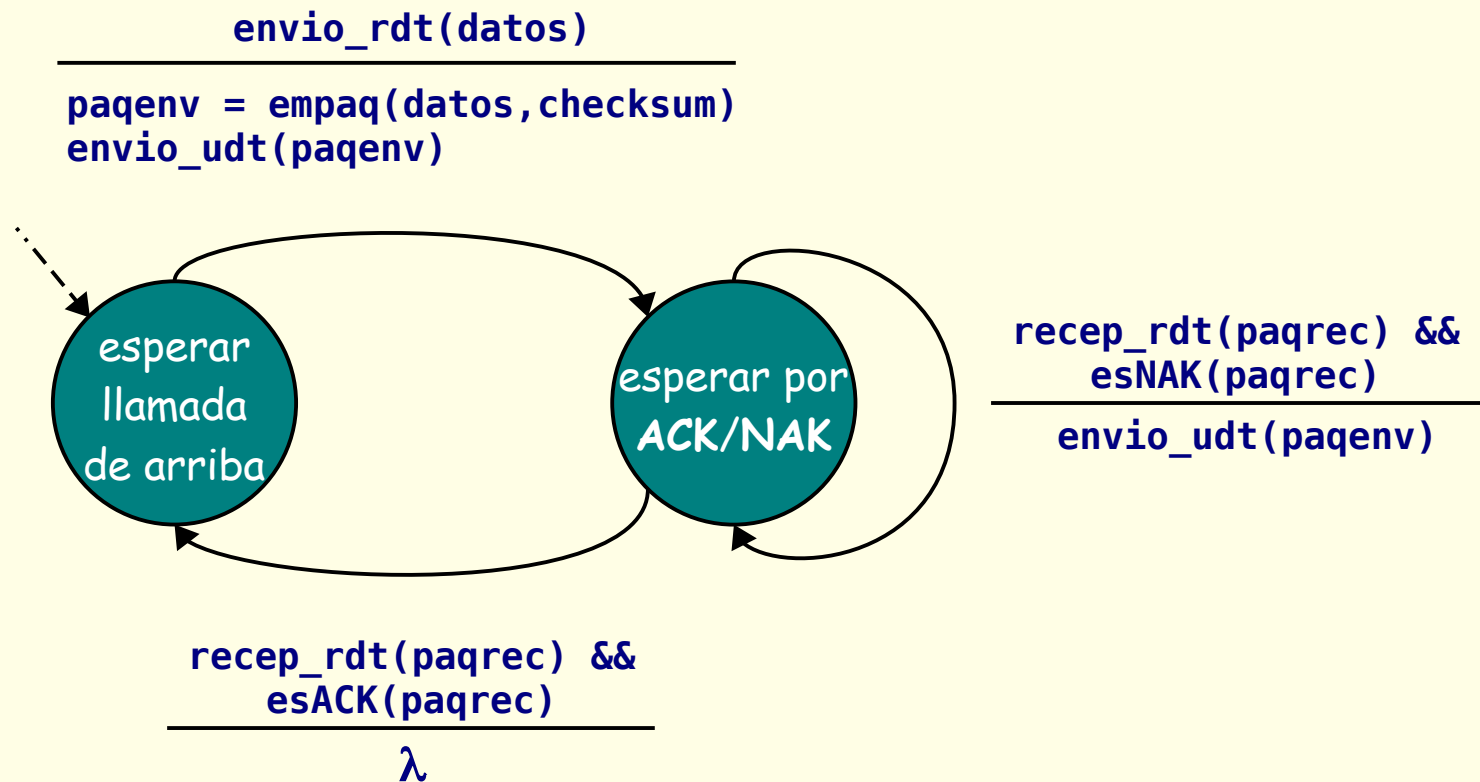 envio_rdt(datos)
paqenv = empaq(datos,checksum)
envio_udt(paqenv)
esperar
llamada
de arriba
esperar por
ACK/NAK
recep_rdt(paqrec) &&
esNAK(paqrec)
envio_udt(paqenv)
recep_rdt(paqrec) &&
esACK(paqrec)
λ